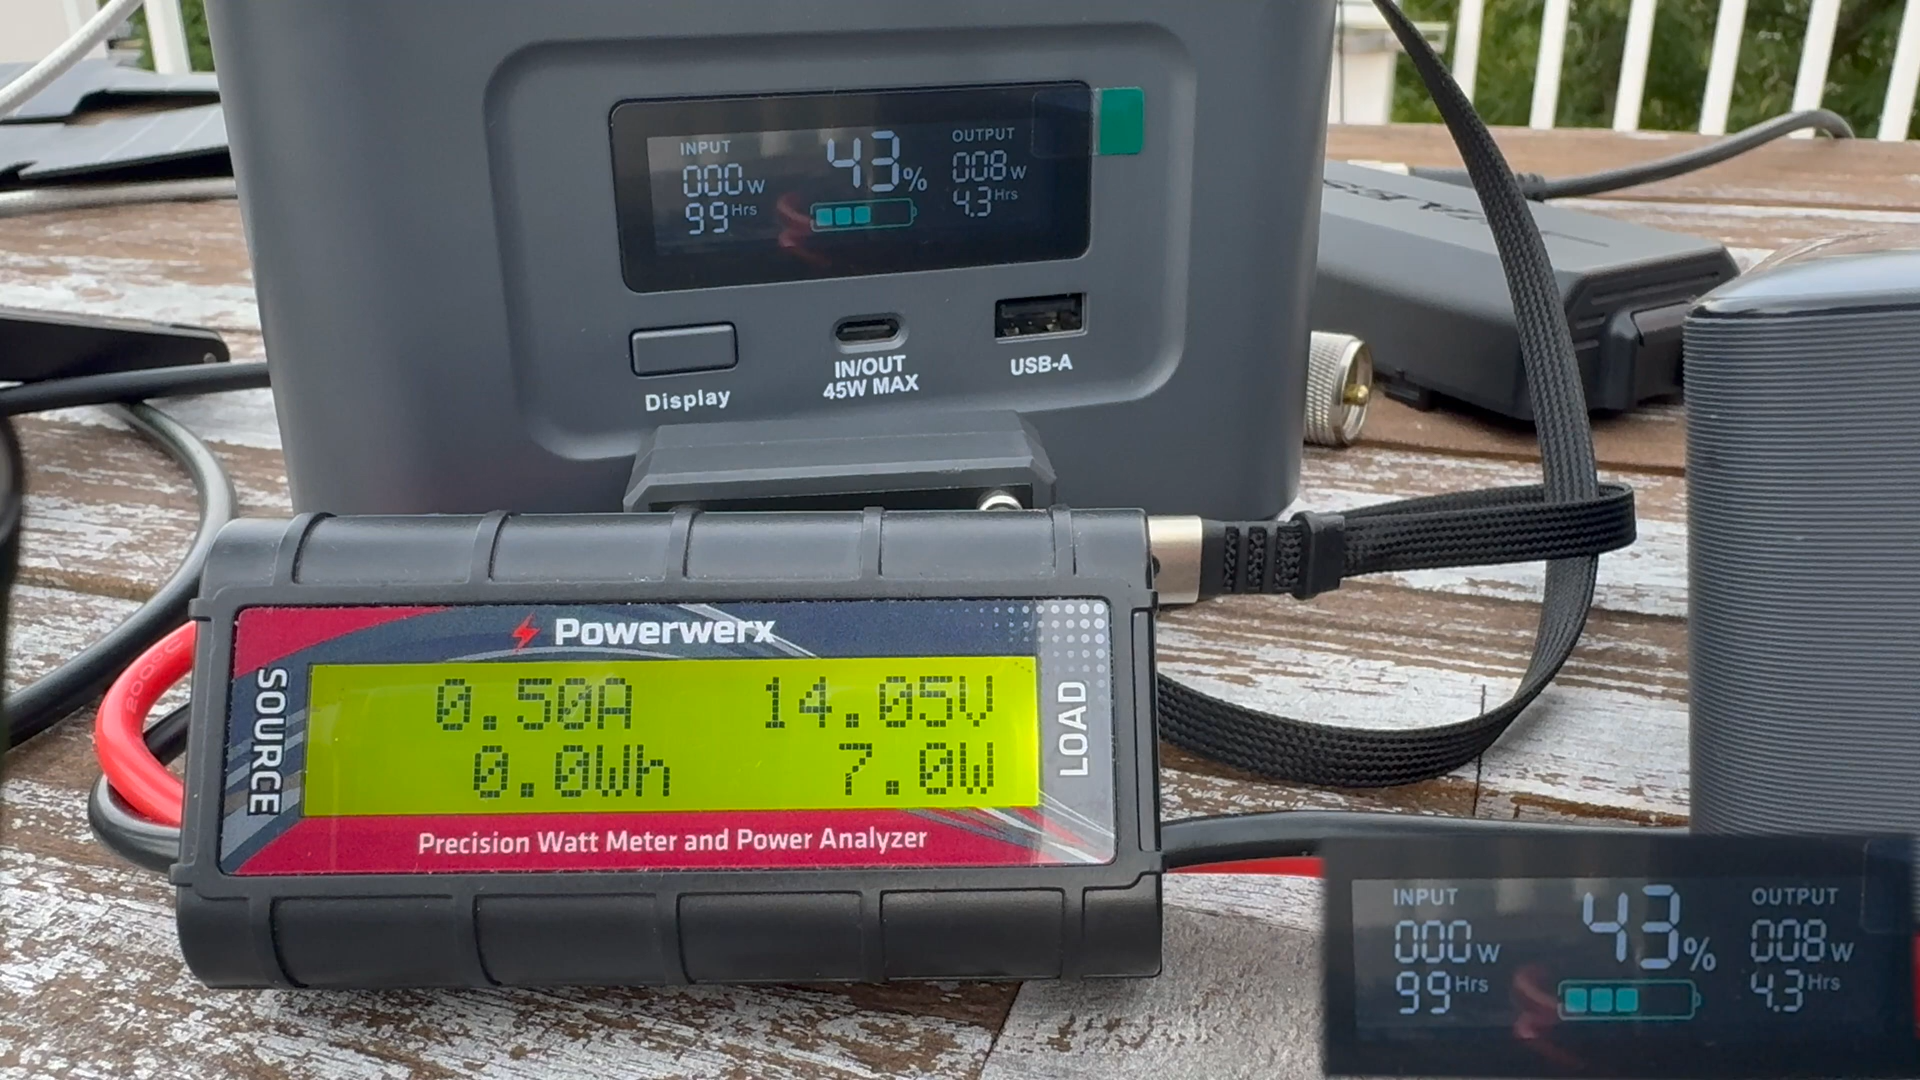 INPUT
000W
99Hrs
43%
OUTPUT
008W
4.3Hrs
Display
IN/OUT
45W MAX
USB-A
Powerwerx
SOURCE
0.50A 14.05V
0.0Wh 7.0W
LOAD
Precision Watt Meter and Power Analyzer
INPUT
000W
99Hrs
43%
OUTPUT
008W
4.3Hrs